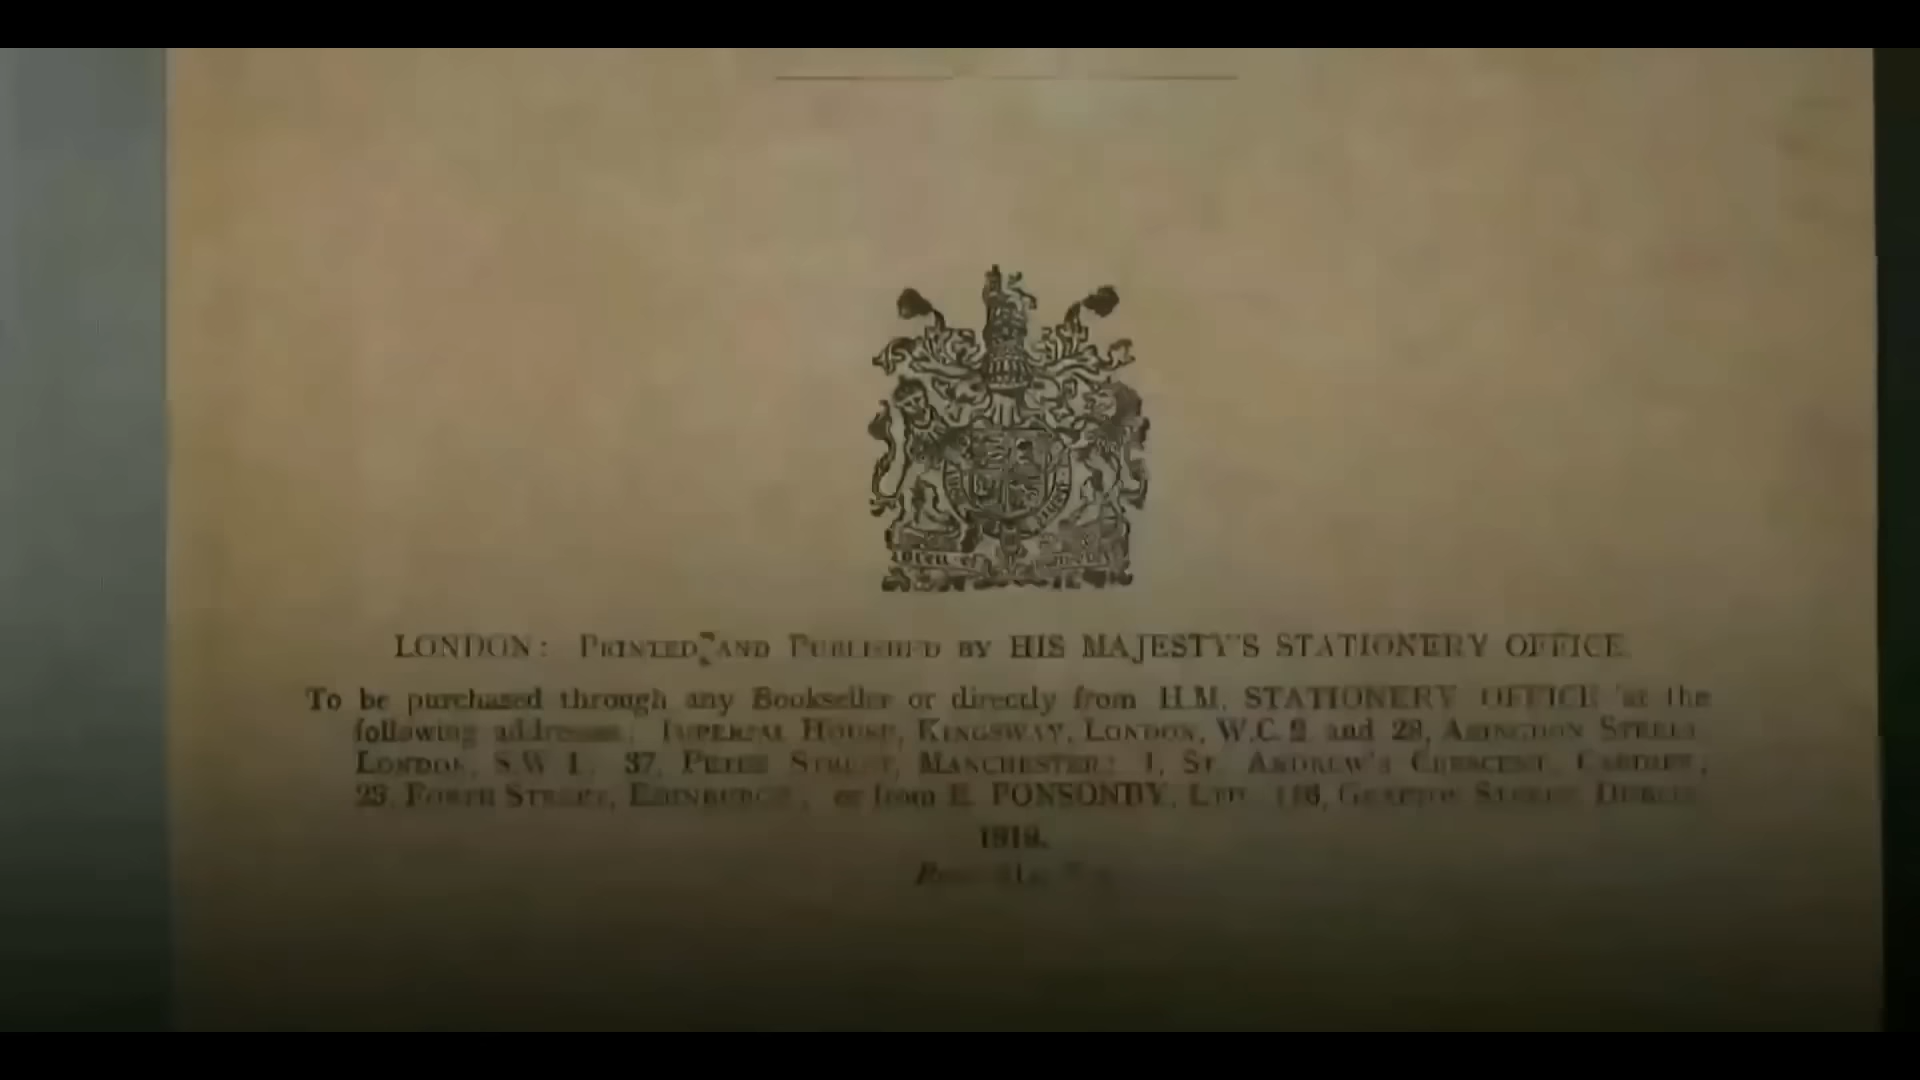 LONDON: PRINTED AND PUBLISHED BY HIS MAJESTY'S STATIONERY OFFICE
To be purchased through any Bookseller or directly from H.M. STATIONERY OFFICE at the
following addresses: IMPERIAL HOUSE, KINGSWAY, LONDON, W.C. 2 and 28, ABINGDON STREET
LONDON, S.W 1. 37, PETER STREET, MANCHESTER; 1, ST. ANDREW'S CRESCENT, CARDIFF,
23, FORTH STREET, EDINBURGH; or from E. PONSONBY, LTD. 116, GRAFTON STREET DUBLIN